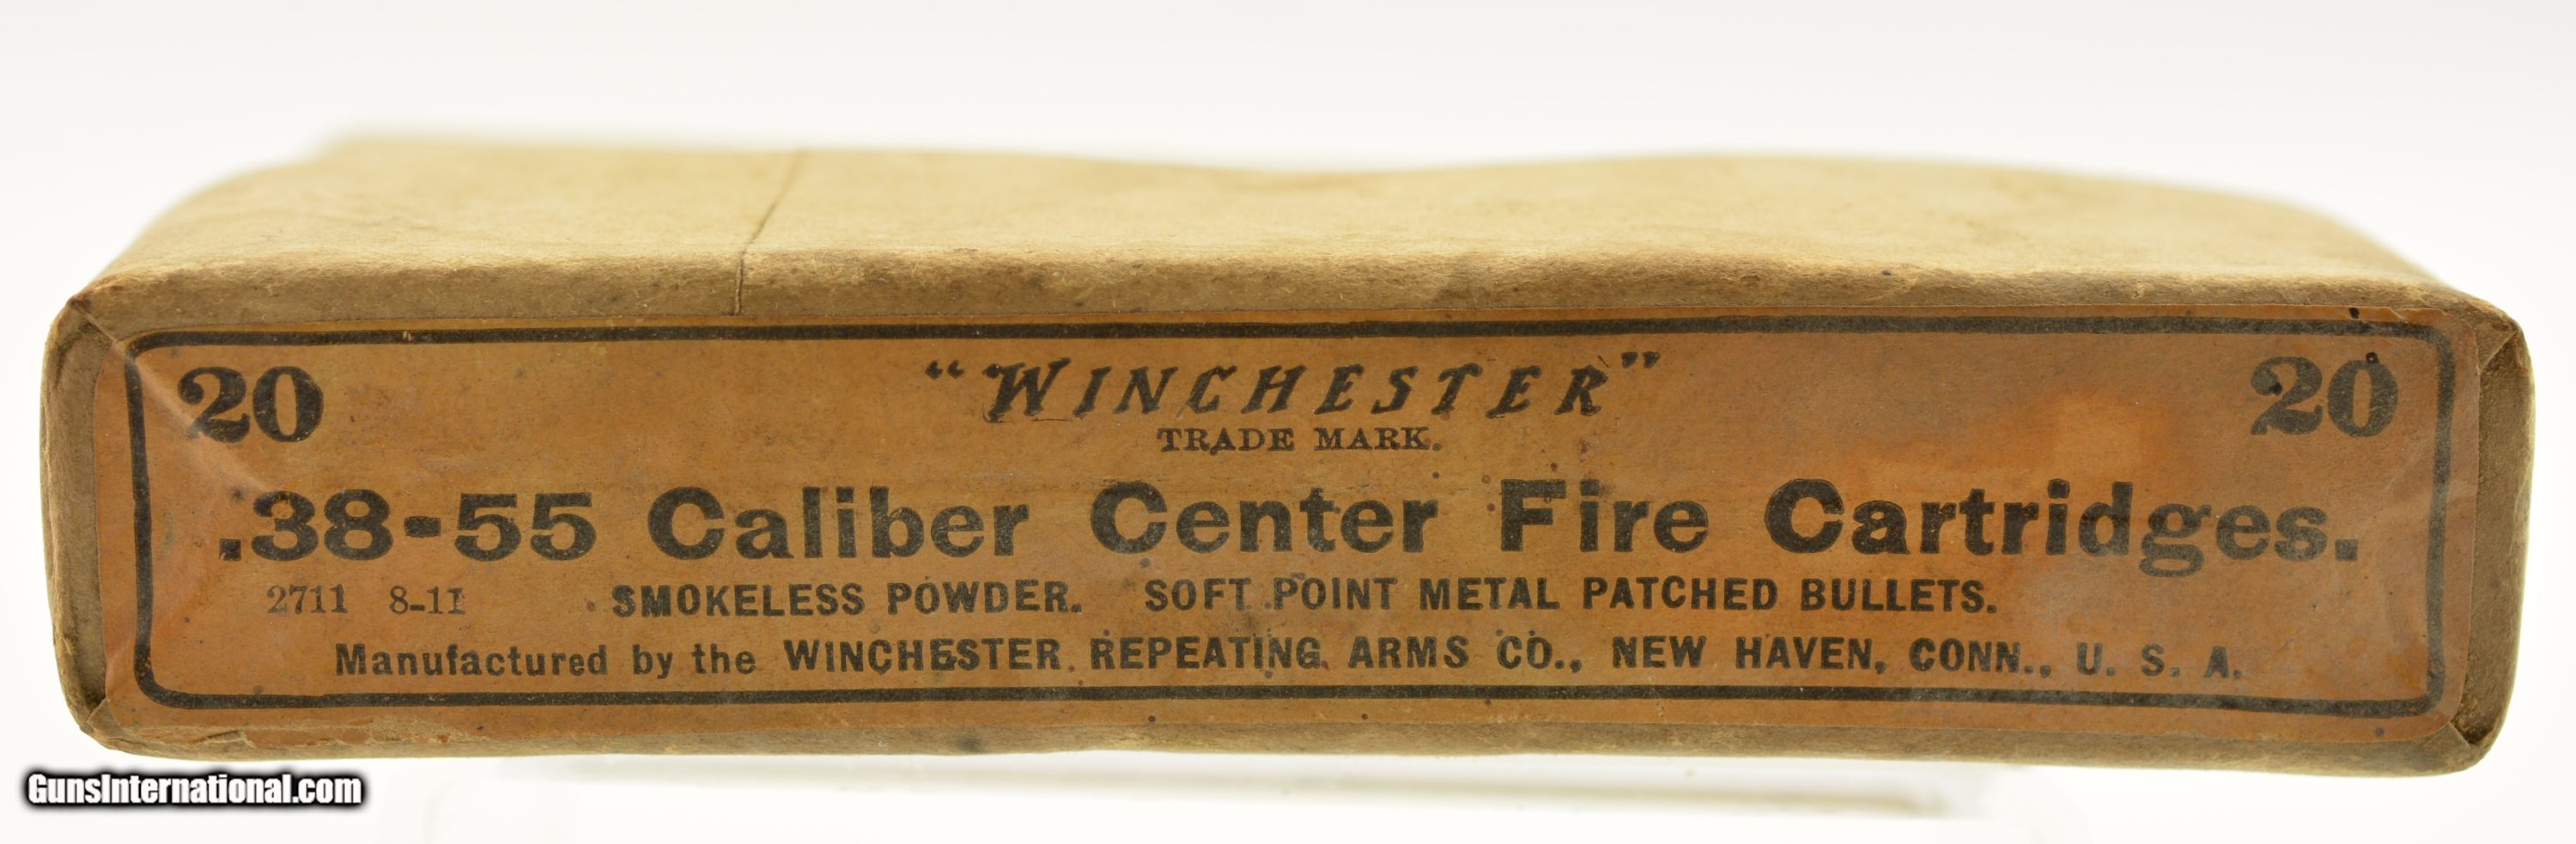 20 "WINCHESTER" 20
TRADE MARK.
.38-55 Caliber Center Fire Cartridges.
2711 8-11 SMOKELESS POWDER. SOFT POINT METAL PATCHED BULLETS.
Manufactured by the WINCHESTER REPEATING ARMS CO., NEW HAVEN, CONN., U. S. A.
GunsInternational.com